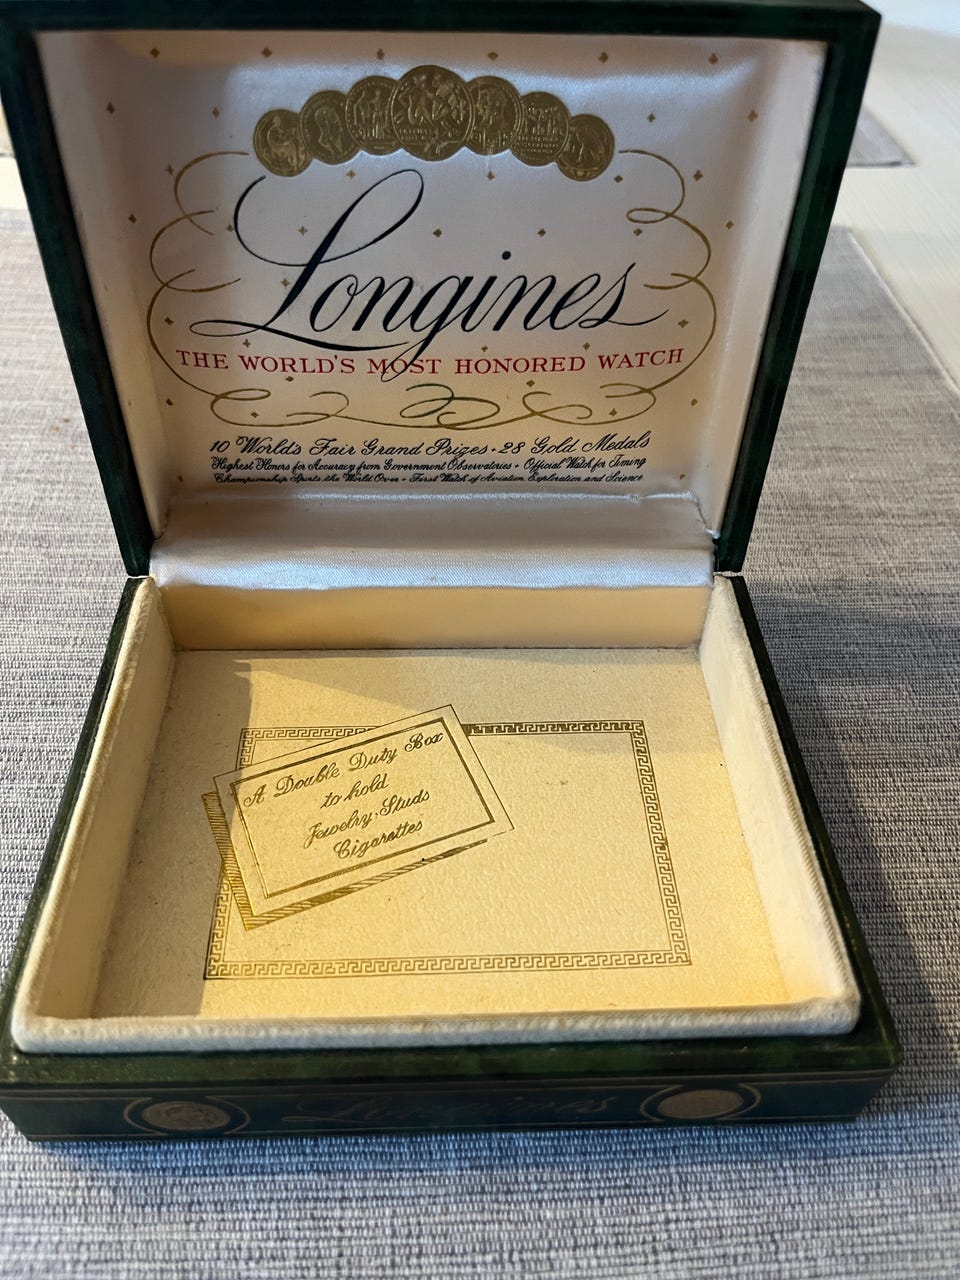 Longines
THE WORLD'S MOST HONORED WATCH
10 World's Fair Grand Prizes • 28 Gold Medals
Highest Honors for Accuracy from Government Observatories • Official Watch for Timing
Championship Sports the World Over • First Watch of Aviation Exploration and Science
A Double Duty Box
to hold
Jewelry, Studs
Cigarettes
Longines